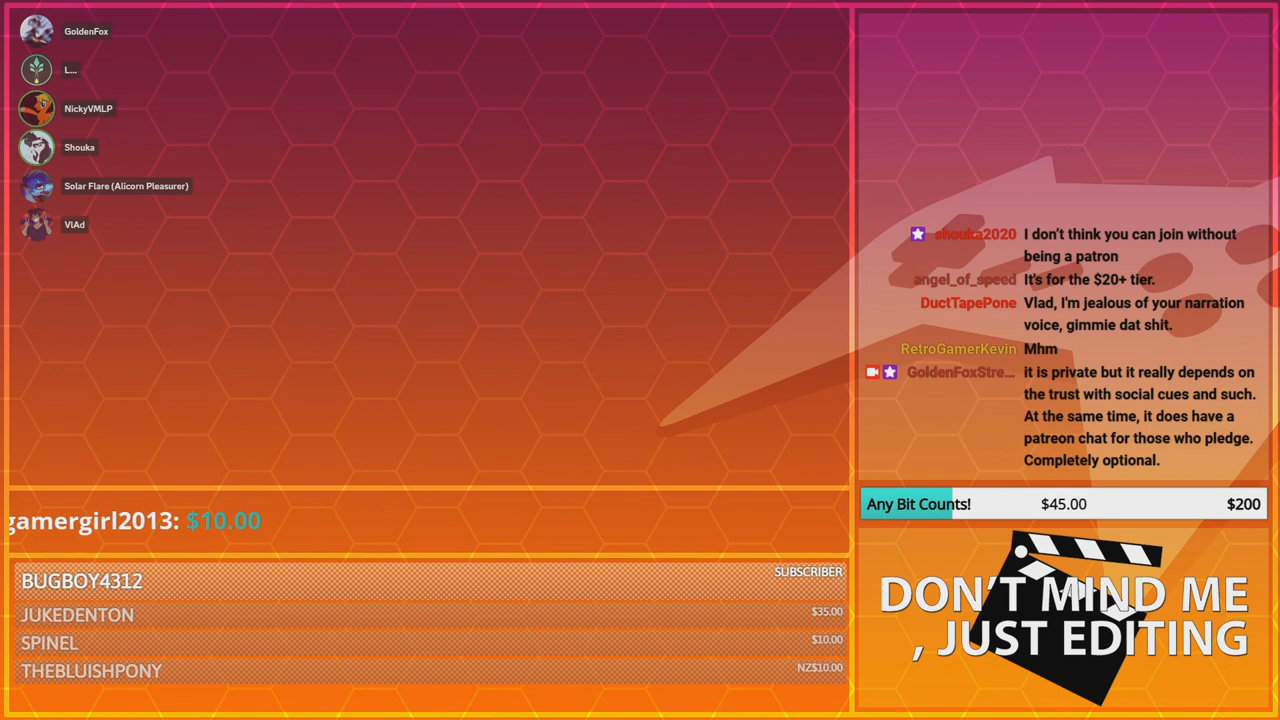 GoldenFox
L...
NickyVMLP
Shouka
Solar Flare (Alicorn Pleasurer)
VlAd
shouka2020 I don't think you can join without
being a patron
angel_of_speed It's for the $20+ tier.
DuctTapePone Vlad, I'm jealous of your narration
voice, gimmie dat shit.
RetroGamerKevin Mhm
GoldenFoxStre... it is private but it really depends on
the trust with social cues and such.
At the same time, it does have a
patreon chat for those who pledge.
Completely optional.
Any Bit Counts! $45.00 $200
gamergirl2013: $10.00
BUGBOY4312 SUBSCRIBER
JUKEDENTON $35.00
SPINEL $10.00
THEBLUISHPONY NZ$10.00
DON'T MIND ME
, JUST EDITING